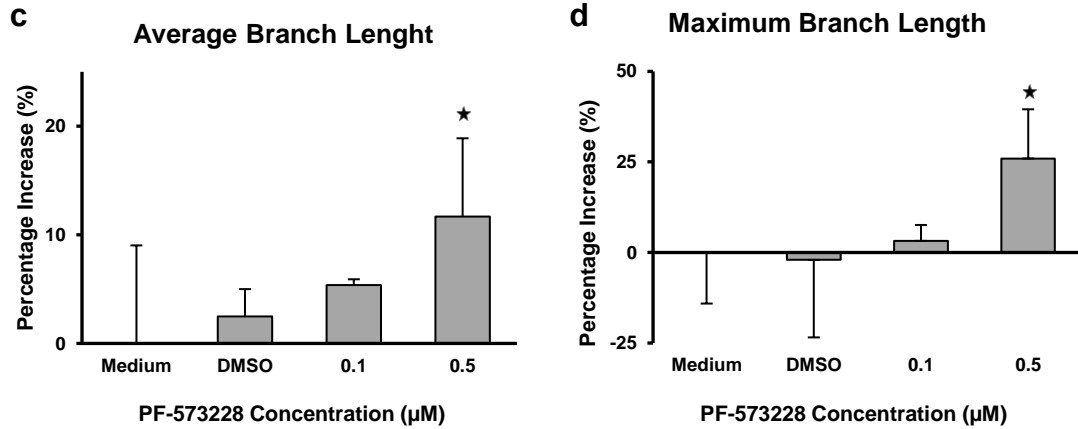 c
Average Branch Lenght
Percentage Increase (%)
20
10
0
Medium DMSO 0.1 0.5
PF-573228 Concentration (µM)
d
Maximum Branch Length
Percentage Increase (%)
50
25
0
-25
Medium DMSO 0.1 0.5
PF-573228 Concentration (µM)